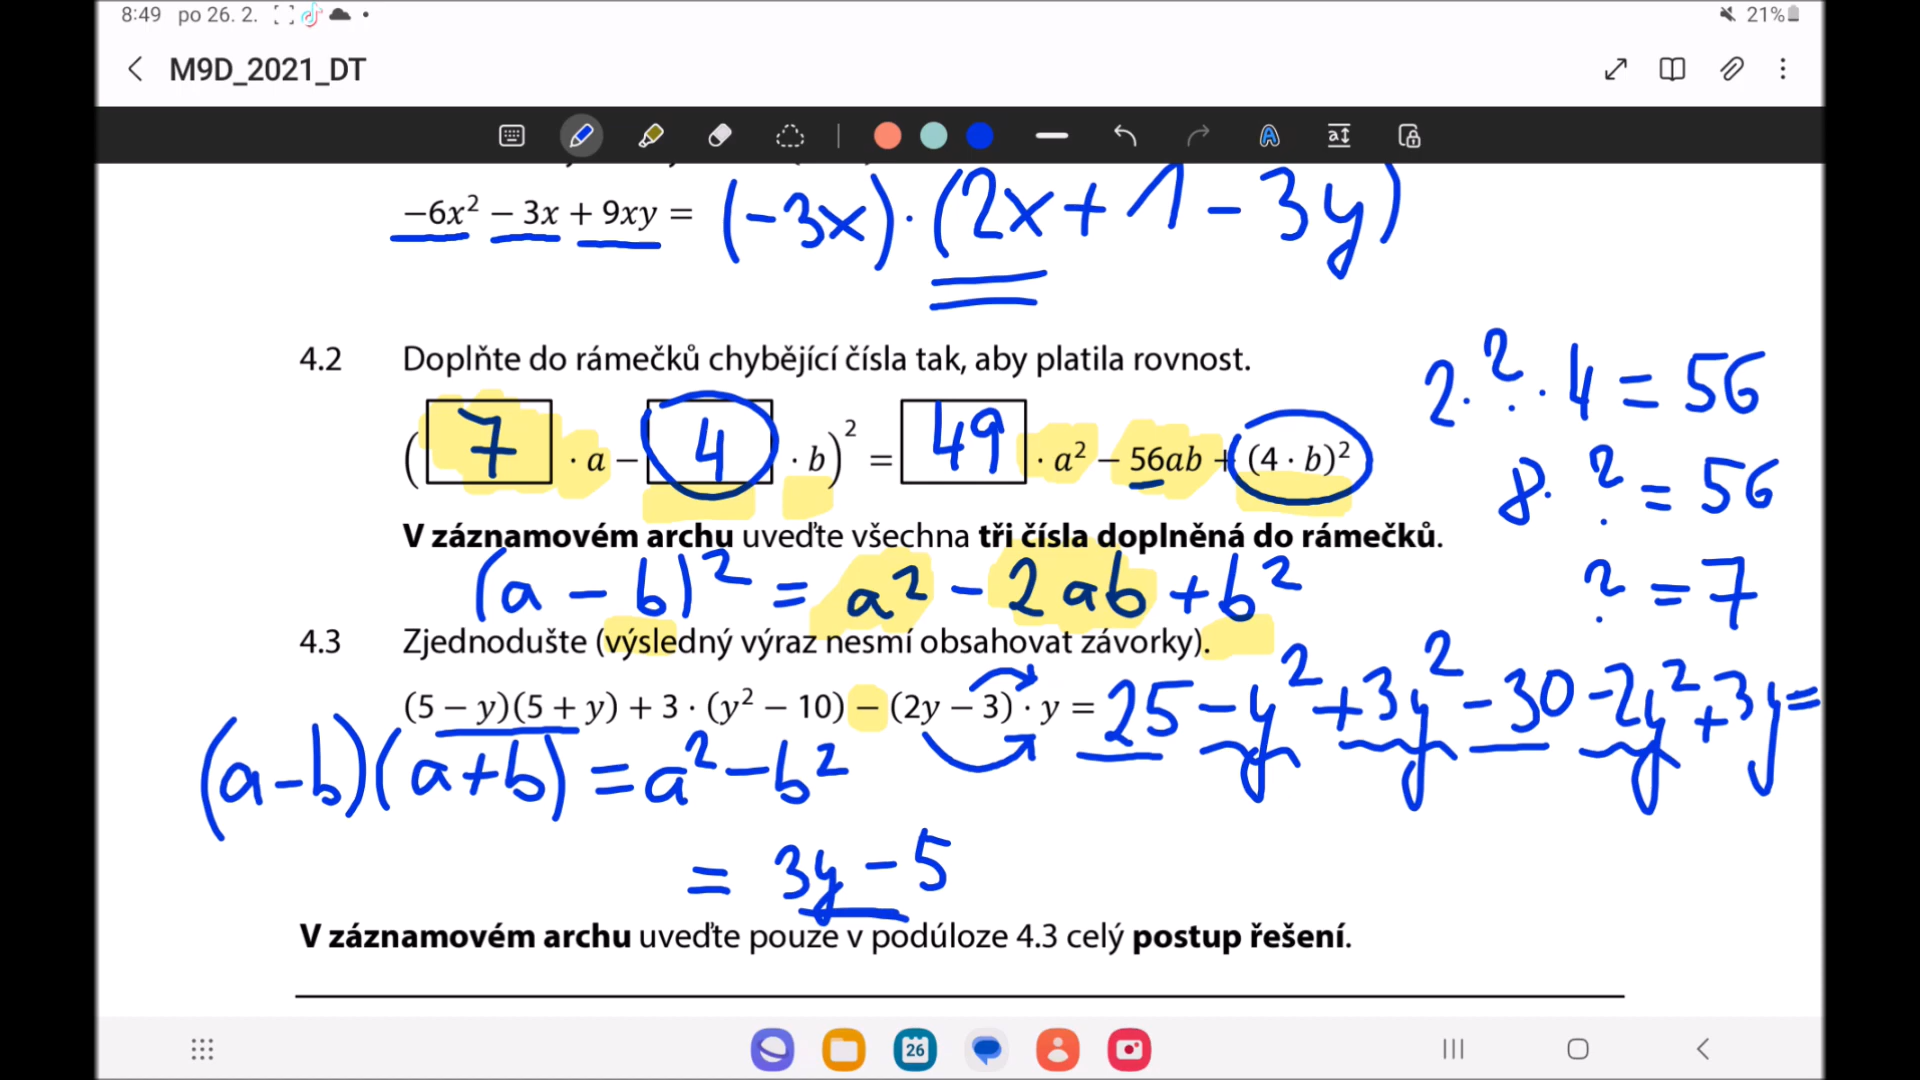 8:49 po 26. 2. 21%
M9D_2021_DT
−6x² − 3x + 9xy = (−3x)·(2x+1−3y)
4.2 Doplňte do rámečků chybějící čísla tak, aby platila rovnost.
2·?·4 = 56
(7 · a − 4 · b)² = 49 · a² − 56ab + (4 · b)²
8·? = 56
V záznamovém archu uveďte všechna tři čísla doplněná do rámečků.
(a − b)² = a² − 2ab + b²
? = 7
4.3 Zjednodušte (výsledný výraz nesmí obsahovat závorky).
(5 − y)(5 + y) + 3 · (y² − 10) − (2y − 3) · y = 25 − y² + 3y² − 30 − 2y² + 3y =
(a−b)(a+b) = a² − b²
= 3y − 5
V záznamovém archu uveďte pouze v podúloze 4.3 celý postup řešení.
26